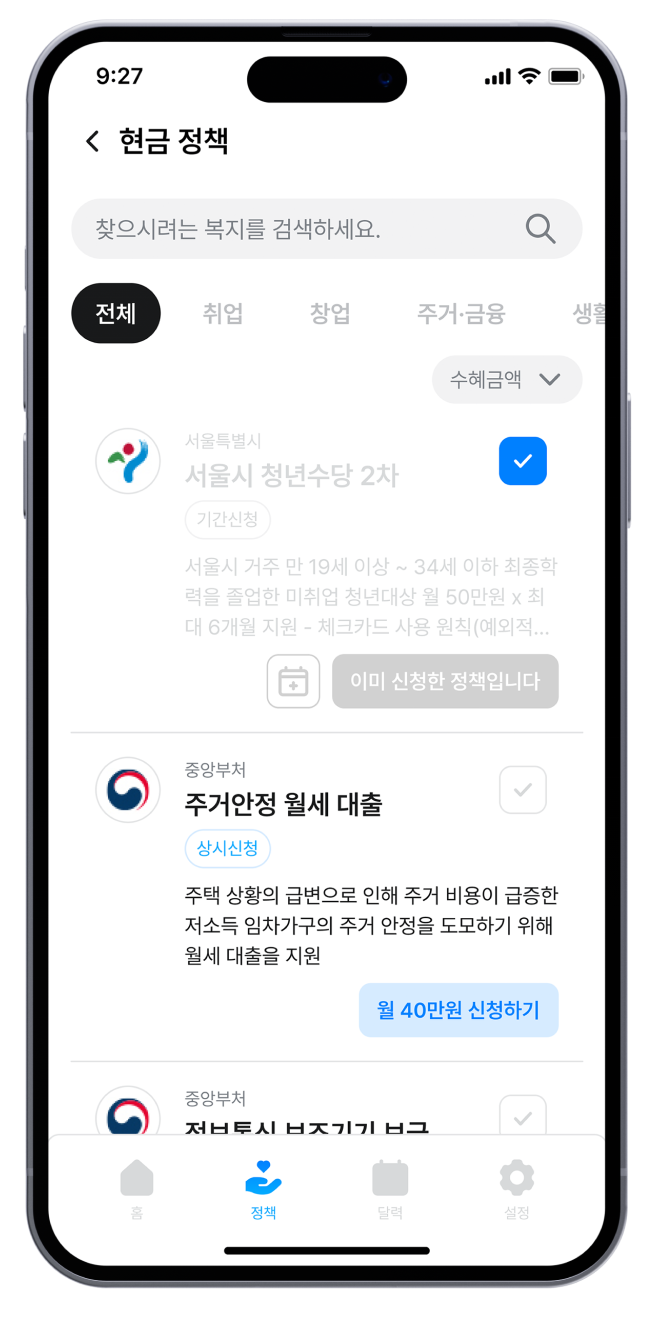 9:27
현금 정책
찾으시려는 복지를 검색하세요.
전체 취업 창업 주거·금융 생활
수혜금액
서울특별시
서울시 청년수당 2차
기간신청
서울시 거주 만 19세 이상 ~ 34세 이하 최종학
력을 졸업한 미취업 청년대상 월 50만원 x 최
대 6개월 지원 - 체크카드 사용 원칙(예외적...
이미 신청한 정책입니다
중앙부처
주거안정 월세 대출
상시신청
주택 상황의 급변으로 인해 주거 비용이 급증한
저소득 임차가구의 주거 안정을 도모하기 위해
월세 대출을 지원
월 40만원 신청하기
중앙부처
정보통신 보조기기 보급
홈 정책 달력 설정